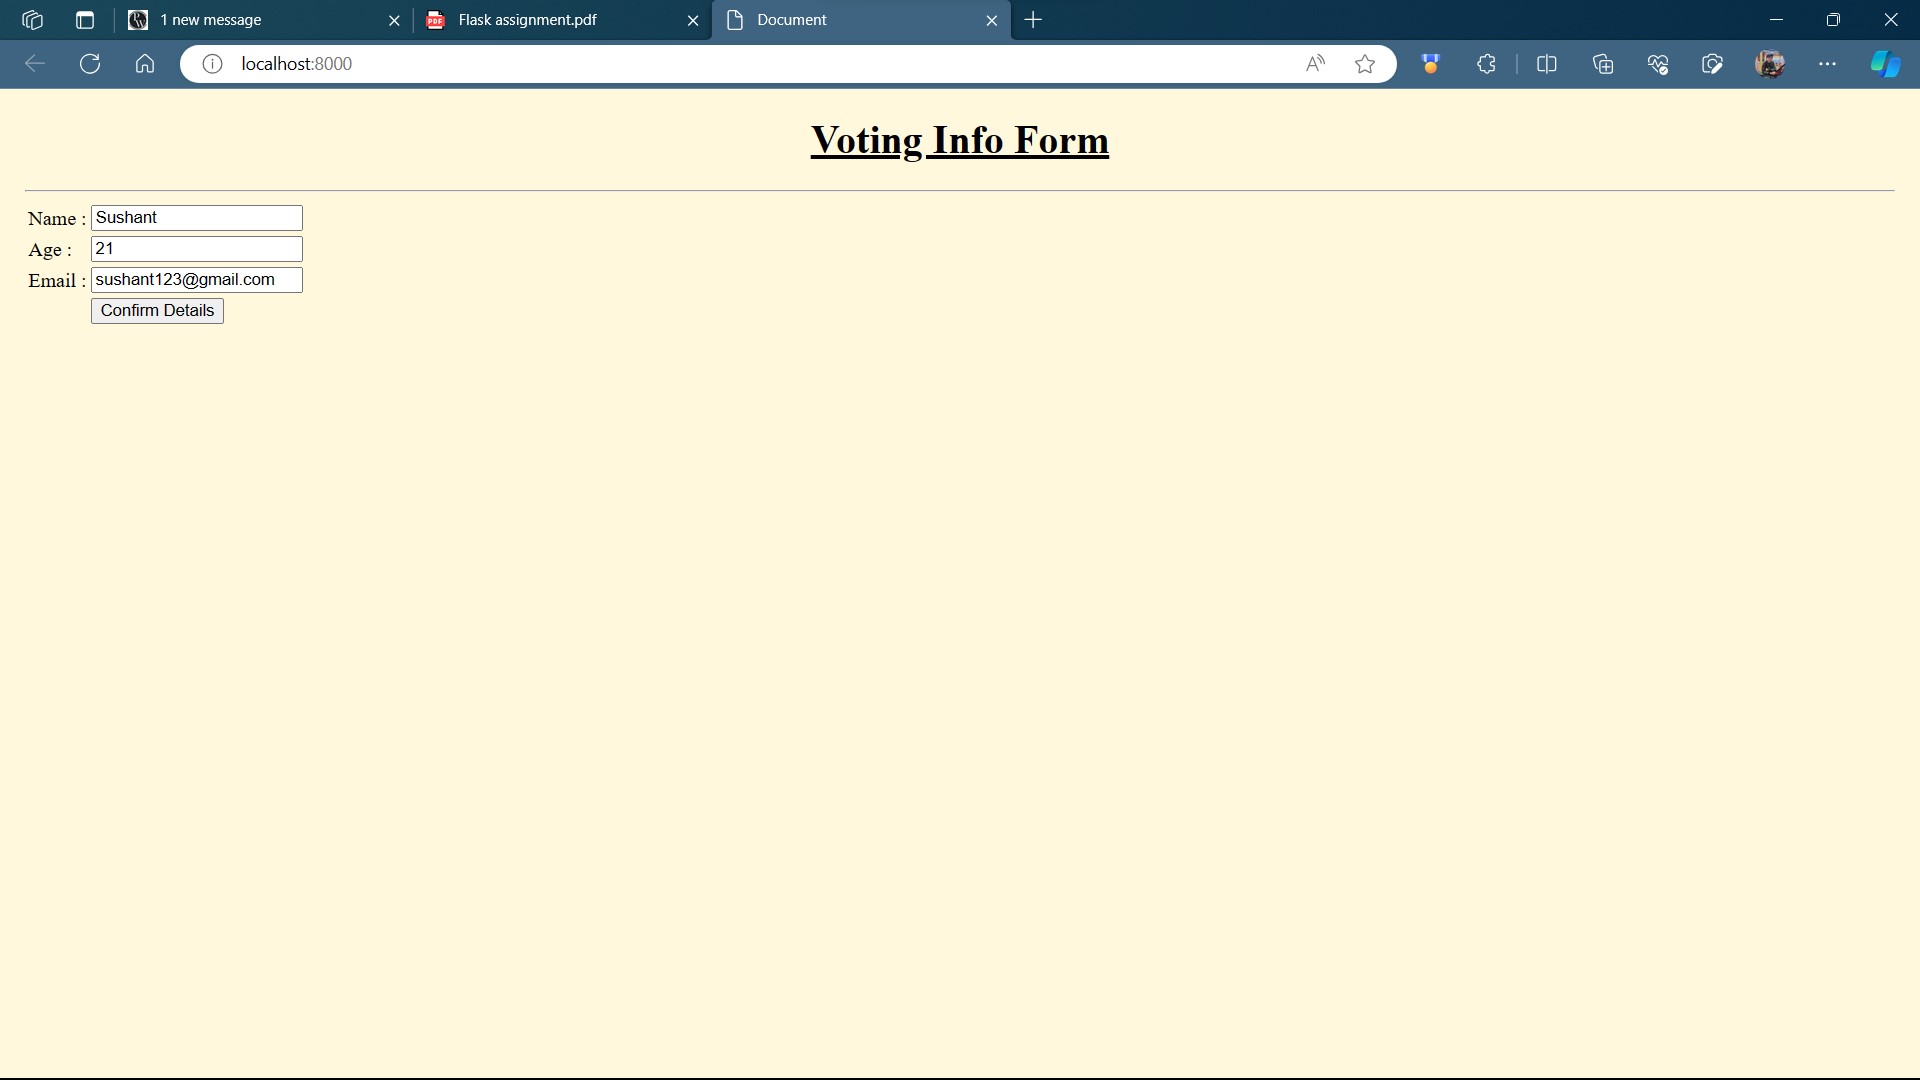 1 new message
Flask assignment.pdf
Document
localhost:8000
Voting Info Form
Name : Sushant
Age : 21
Email : sushant123@gmail.com
Confirm Details